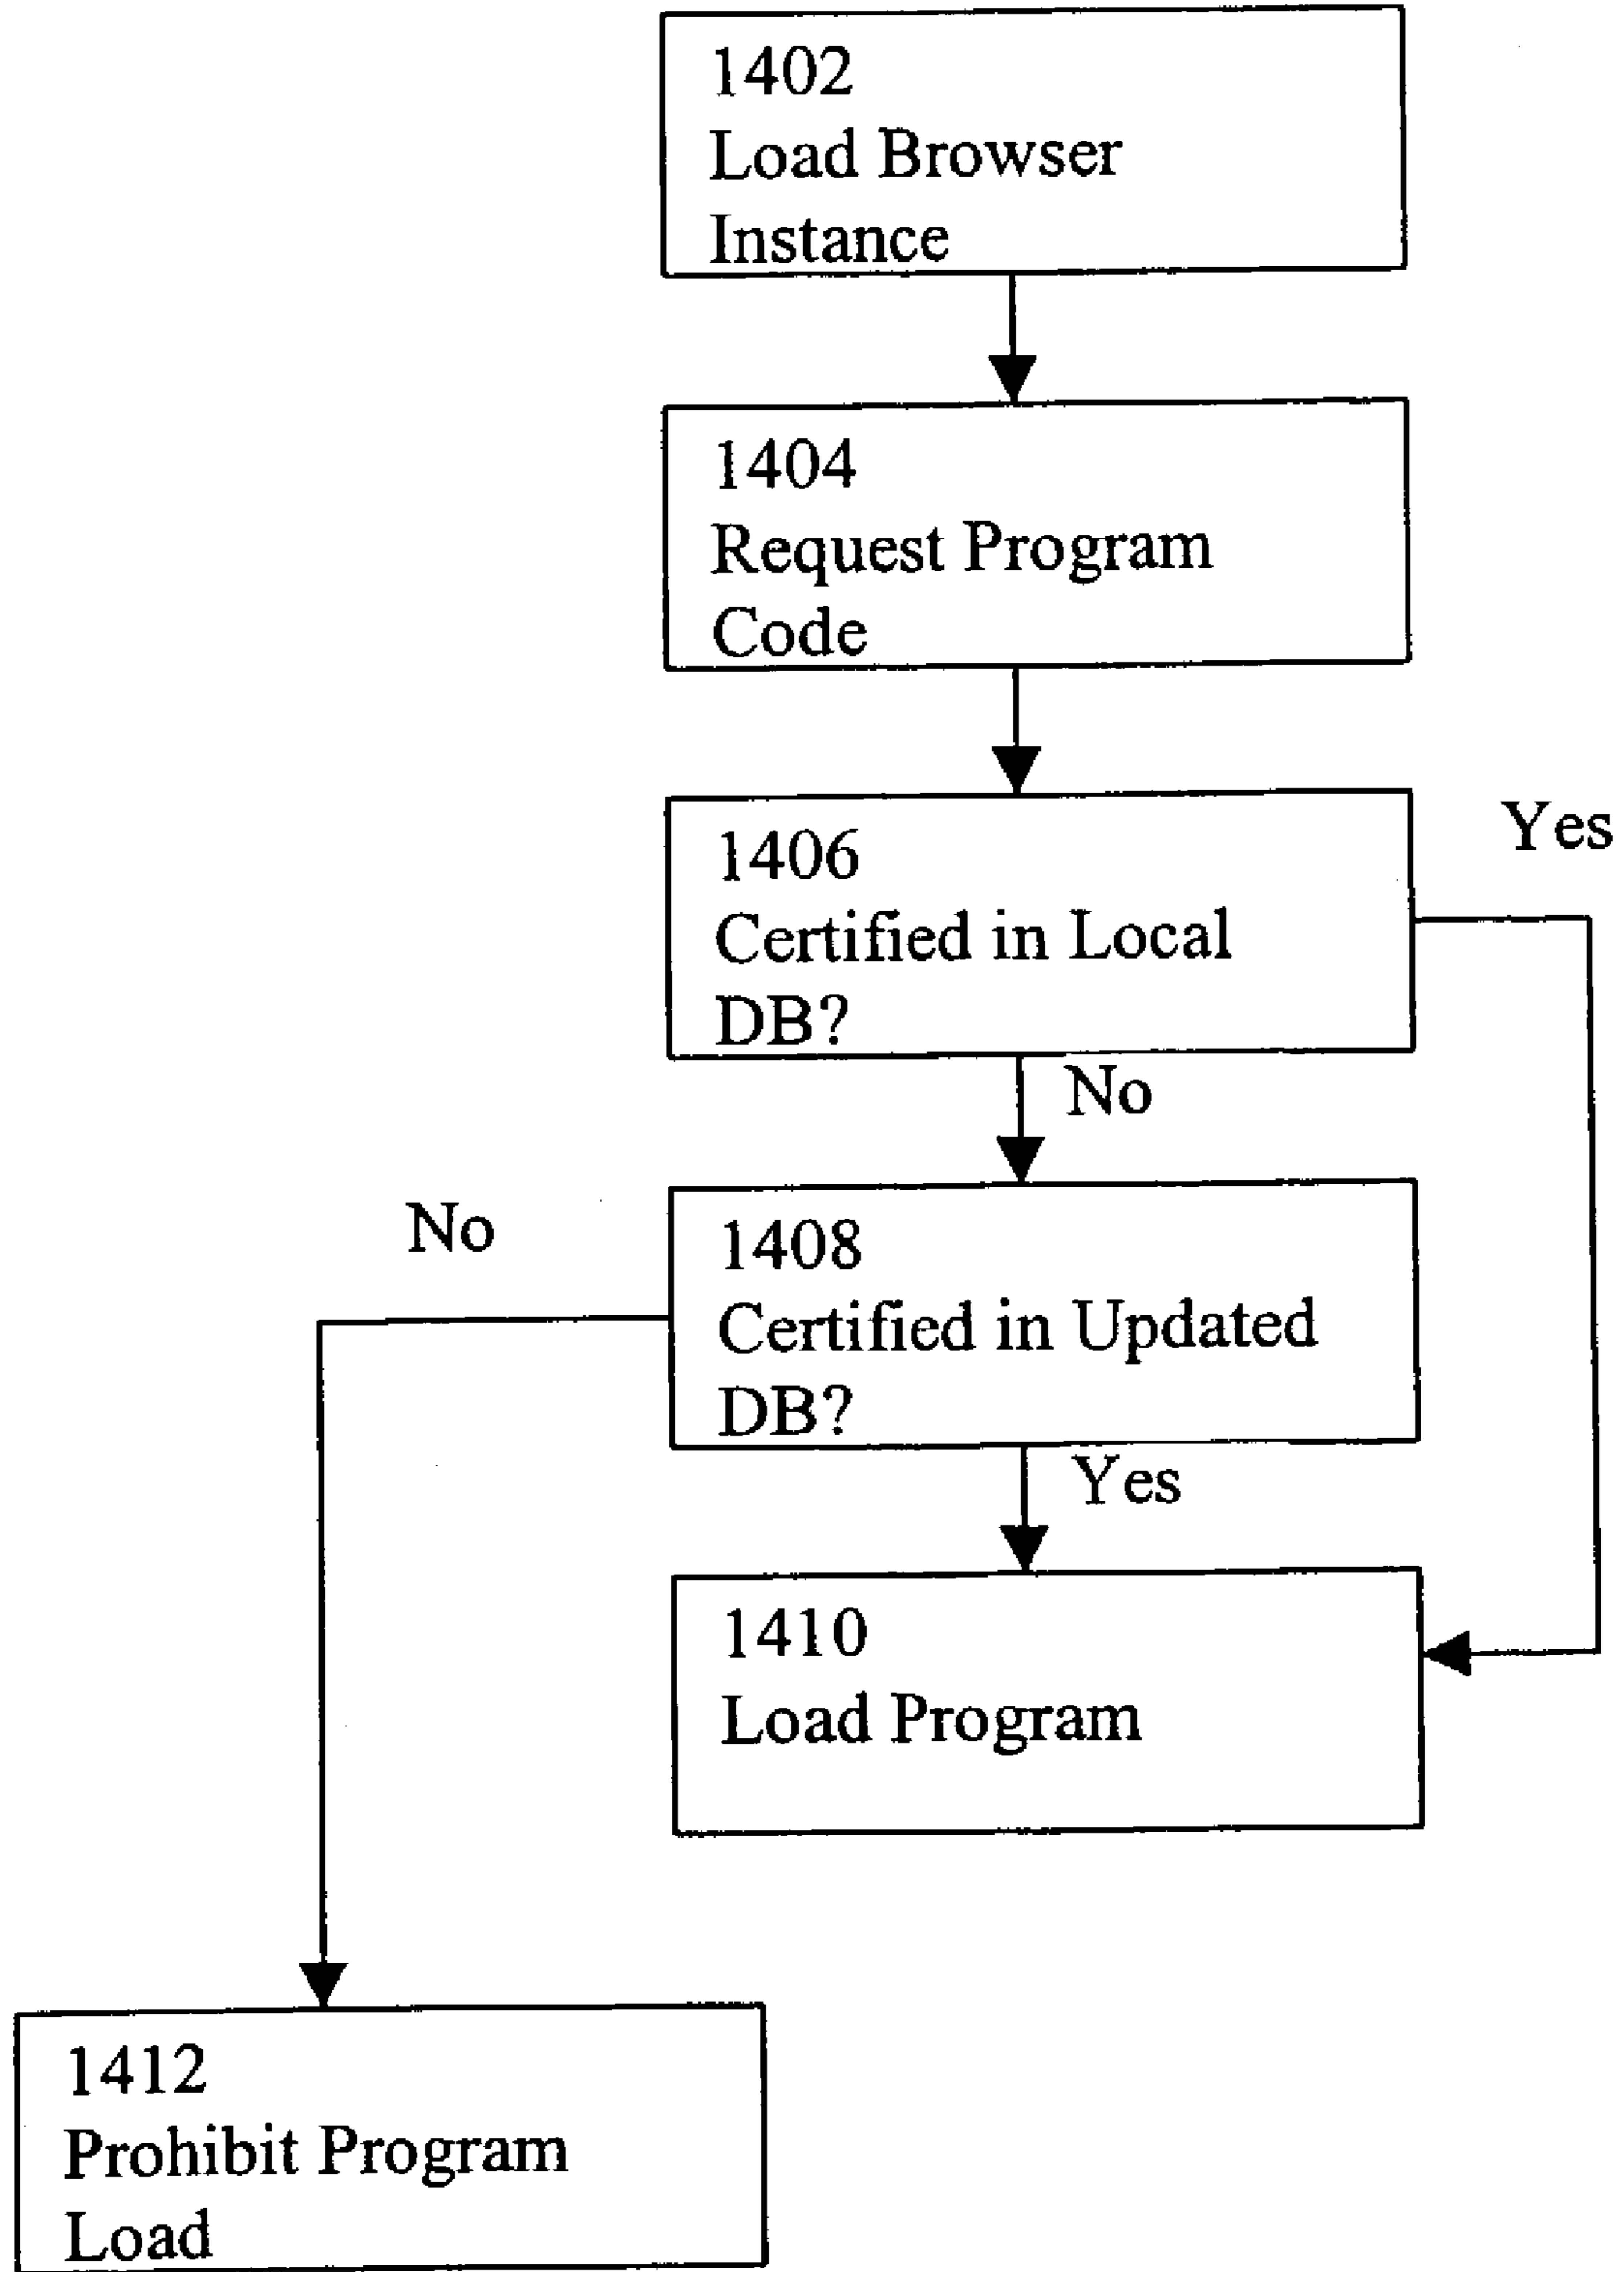 1402
Load Browser
Instance
1404
Request Program
Code
1406
Certified in Local
DB?
Yes
No
1408
Certified in Updated
DB?
No
Yes
1410
Load Program
1412
Prohibit Program
Load